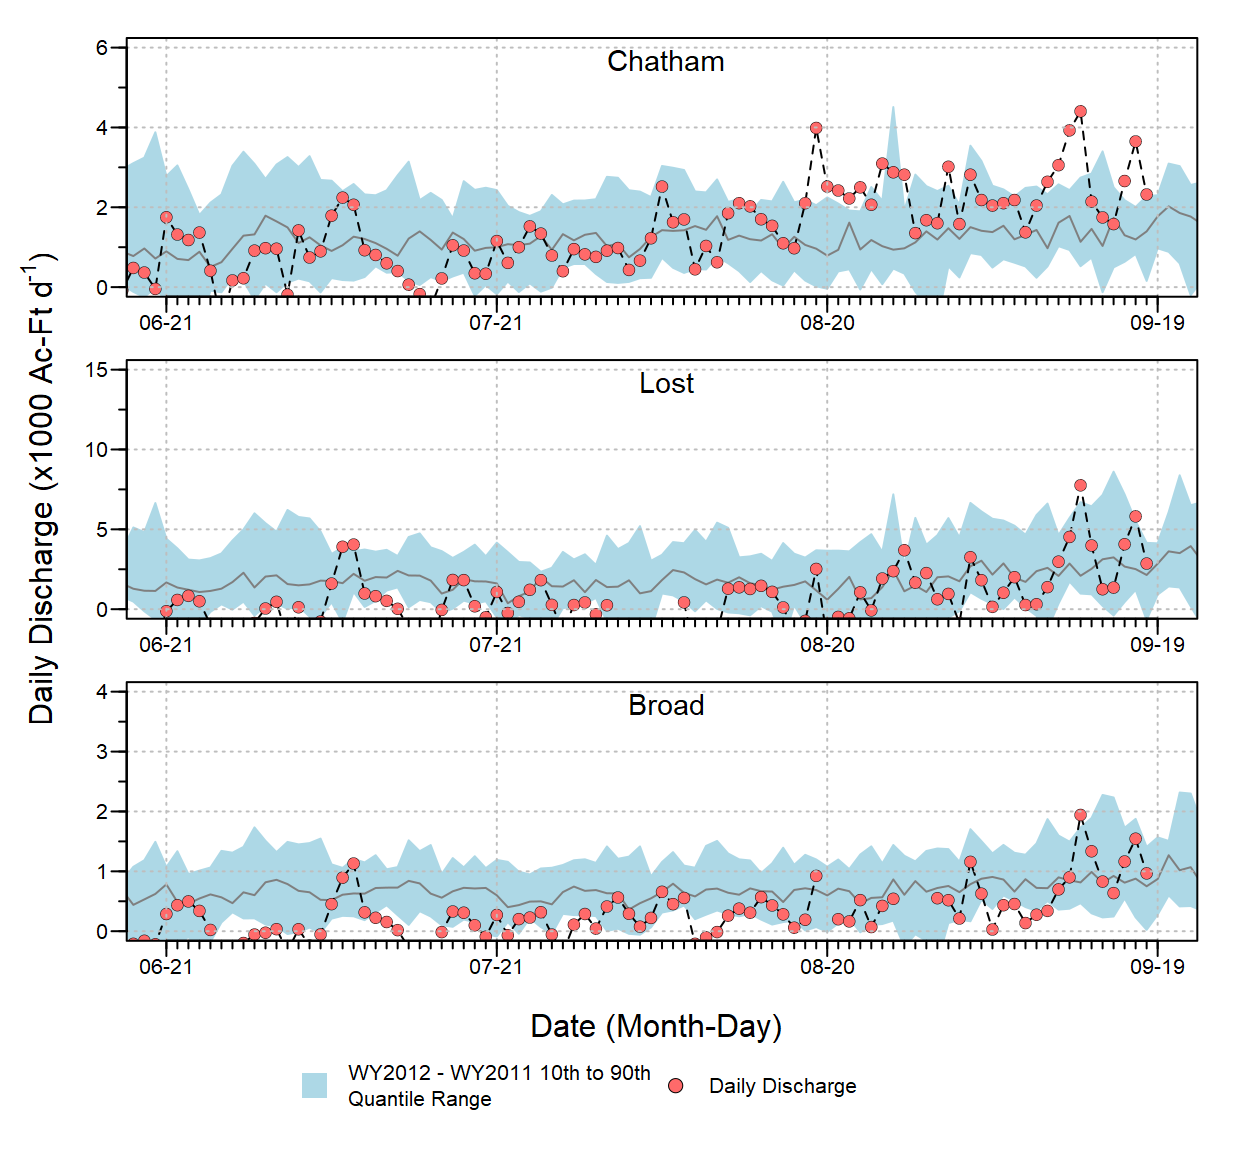 Daily Discharge (x1000 Ac-Ft d⁻¹)
Chatham
6
4
2
0
06-21 07-21 08-20 09-19
Lost
15
10
5
0
06-21 07-21 08-20 09-19
Broad
4
3
2
1
0
06-21 07-21 08-20 09-19
Date (Month-Day)
WY2012 - WY2011 10th to 90th
Quantile Range
Daily Discharge